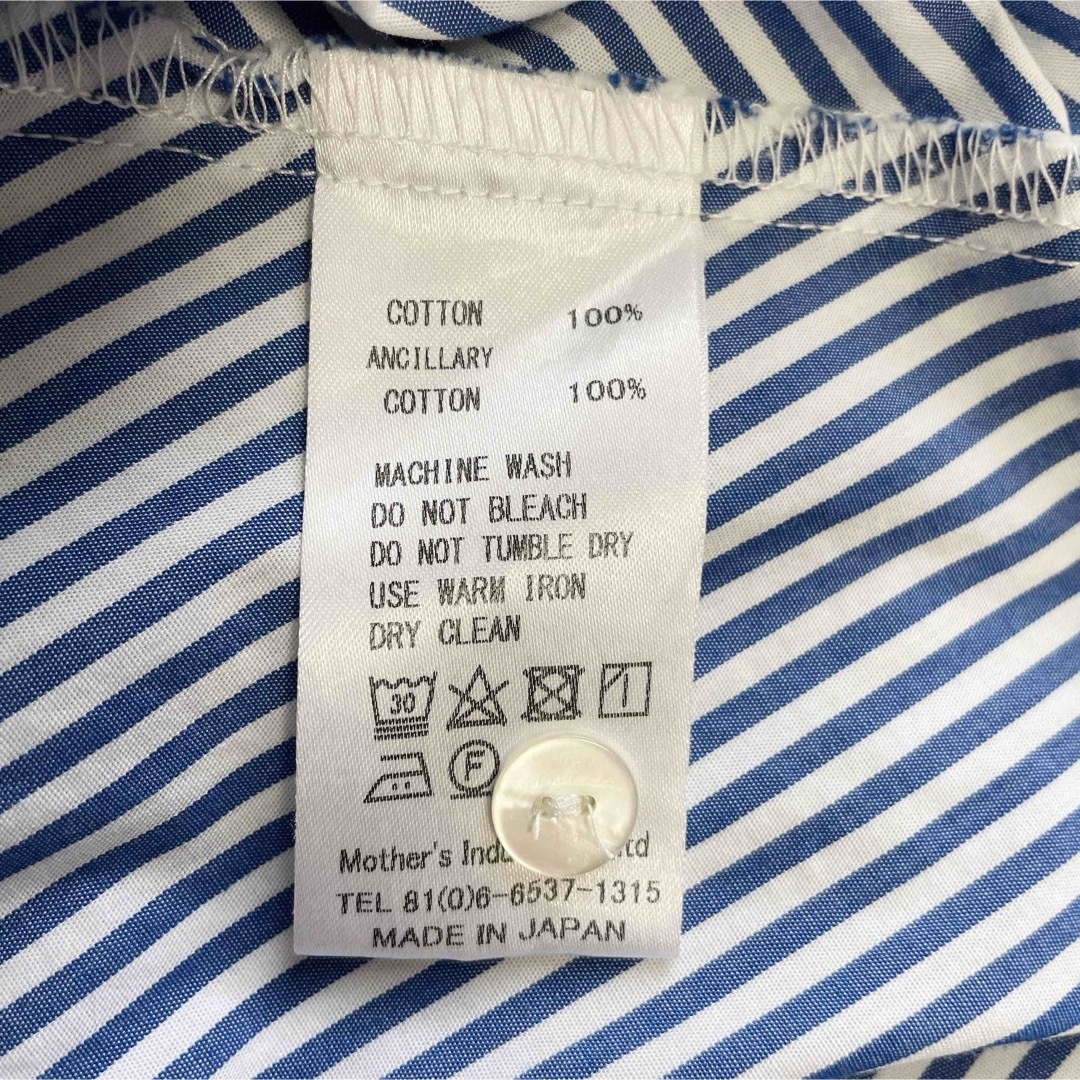 COTTON 100%
ANCILLARY
COTTON 100%
MACHINE WASH
DO NOT BLEACH
DO NOT TUMBLE DRY
USE WARM IRON
DRY CLEAN
30
F
Mother's
TEL 81(0)6-6537-1315
MADE IN JAPAN